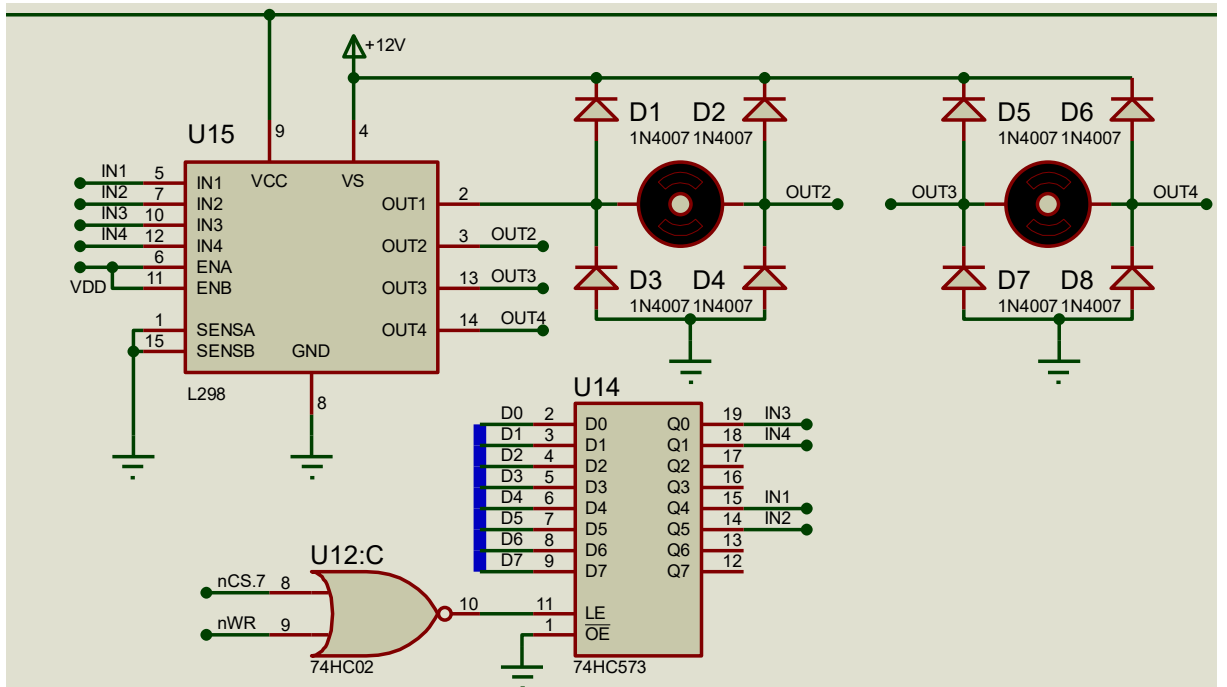 +12V
U15
9
4
D1
D2
D5
D6
1N4007
1N4007
1N4007
1N4007
IN1
5
IN1
VCC
VS
IN2
7
IN2
OUT1
2
OUT2
OUT3
OUT4
IN3
10
IN3
IN4
12
IN4
OUT2
3
OUT2
6
ENA
VDD
11
ENB
OUT3
13
OUT3
D3
D4
D7
D8
1N4007
1N4007
1N4007
1N4007
1
SENSA
OUT4
14
OUT4
15
SENSB
GND
L298
8
U14
D0
2
D0
Q0
19
IN3
D1
3
D1
Q1
18
IN4
D2
4
D2
Q2
17
D3
5
D3
Q3
16
D4
6
D4
Q4
15
IN1
D5
7
D5
Q5
14
IN2
D6
8
D6
Q6
13
D7
9
D7
Q7
12
U12:C
nCS.7
8
10
11
LE
nWR
9
1
OE
74HC02
74HC573